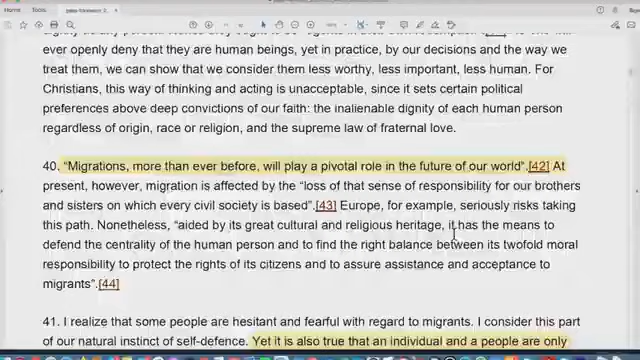 Tools
ever openly deny that they are human beings, yet in practice, by our decisions and the way we
treat them, we can show that we consider them less worthy, less important, less human. For
Christians, this way of thinking and acting is unacceptable, since it sets certain political
preferences above deep convictions of our faith: the inalienable dignity of each human person
regardless of origin, race or religion, and the supreme law of fraternal love.
40. “Migrations, more than ever before, will play a pivotal role in the future of our world”.[42] At
present, however, migration is affected by the “loss of that sense of responsibility for our brothers
and sisters on which every civil society is based”.[43] Europe, for example, seriously risks taking
this path. Nonetheless, “aided by its great cultural and religious heritage, it has the means to
defend the centrality of the human person and to find the right balance between its twofold moral
responsibility to protect the rights of its citizens and to assure assistance and acceptance to
migrants”.[44]
41. I realize that some people are hesitant and fearful with regard to migrants. I consider this part
of our natural instinct of self-defence. Yet it is also true that an individual and a people are only